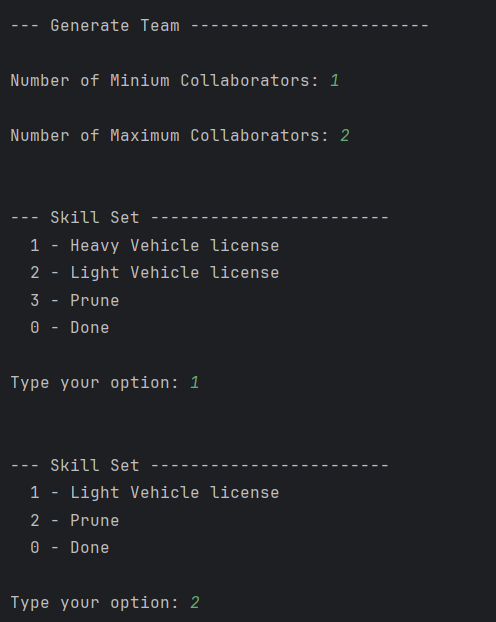 --- Generate Team ------------------------
Number of Minium Collaborators: 1
Number of Maximum Collaborators: 2
--- Skill Set ------------------------
1 - Heavy Vehicle license
2 - Light Vehicle license
3 - Prune
0 - Done
Type your option: 1
--- Skill Set ------------------------
1 - Light Vehicle license
2 - Prune
0 - Done
Type your option: 2